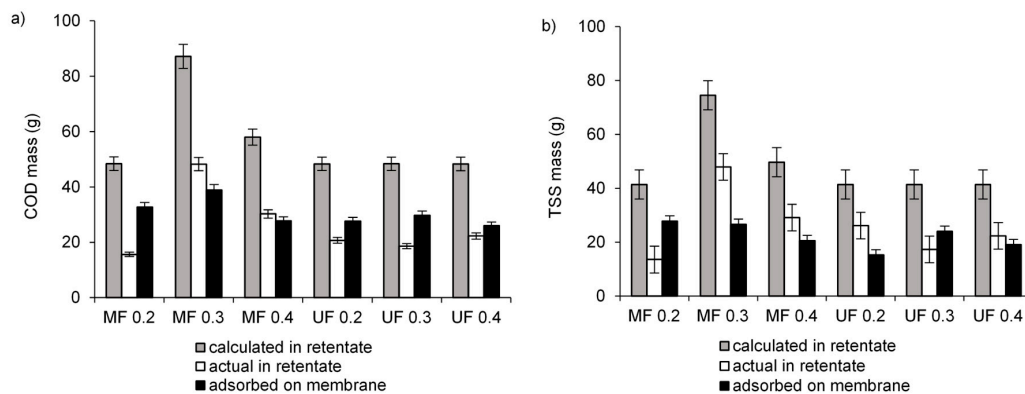 a)
100
80
60
40
20
0
COD mass (g)
MF 0.2 MF 0.3 MF 0.4 UF 0.2 UF 0.3 UF 0.4
calculated in retentate
actual in retentate
adsorbed on membrane
b)
100
80
60
40
20
0
TSS mass (g)
MF 0.2 MF 0.3 MF 0.4 UF 0.2 UF 0.3 UF 0.4
calculated in retentate
actual in retentate
adsorbed on membrane